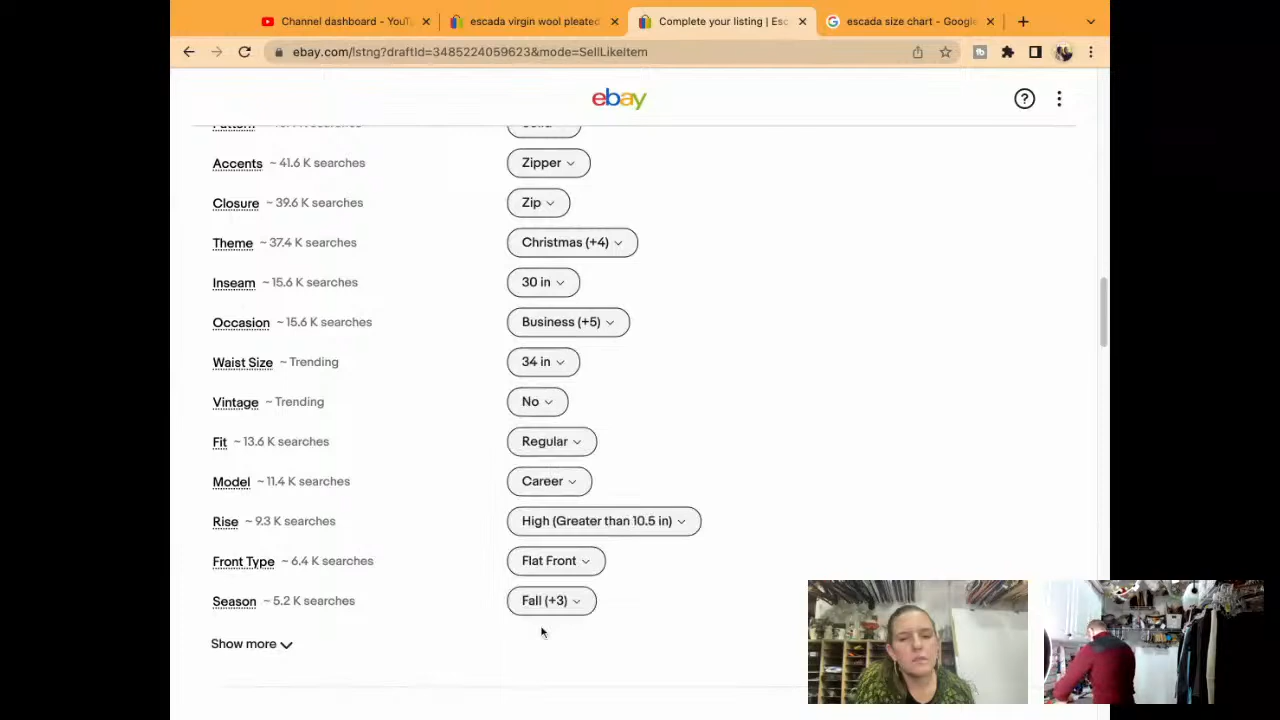 Channel dashboard - YouT
escada virgin wool pleated
Complete your listing | Esc
escada size chart - Google
ebay.com/lstng?draftId=3485224059623&mode=SellLikeItem
ebay
Accents ~ 41.6 K searches Zipper
Closure ~ 39.6 K searches Zip
Theme ~ 37.4 K searches Christmas (+4)
Inseam ~ 15.6 K searches 30 in
Occasion ~ 15.6 K searches Business (+5)
Waist Size ~ Trending 34 in
Vintage ~ Trending No
Fit ~ 13.6 K searches Regular
Model ~ 11.4 K searches Career
Rise ~ 9.3 K searches High (Greater than 10.5 in)
Front Type ~ 6.4 K searches Flat Front
Season ~ 5.2 K searches Fall (+3)
Show more